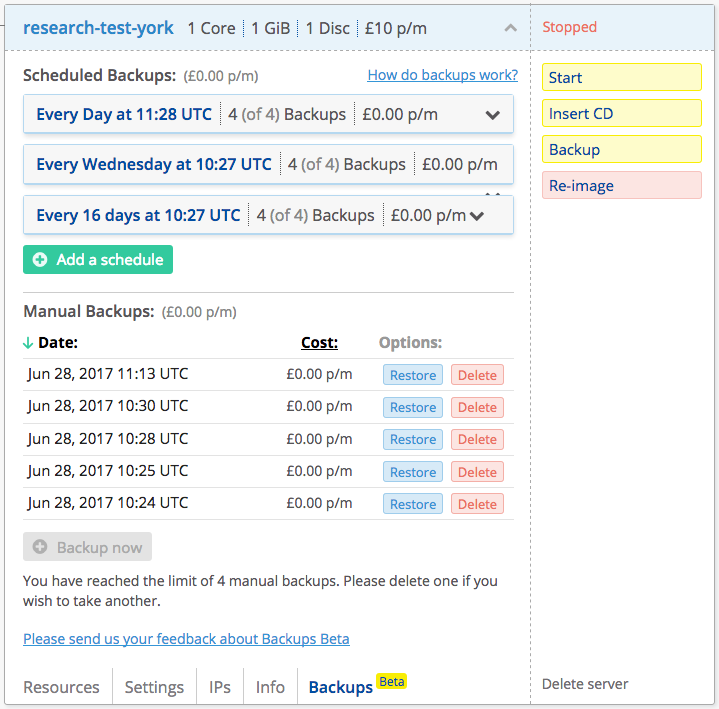 research-test-york 1 Core 1 GiB 1 Disc £10 p/m
Stopped
Scheduled Backups: (£0.00 p/m) How do backups work?
Every Day at 11:28 UTC 4 (of 4) Backups £0.00 p/m
Every Wednesday at 10:27 UTC 4 (of 4) Backups £0.00 p/m
Every 16 days at 10:27 UTC 4 (of 4) Backups £0.00 p/m
Add a schedule
Start
Insert CD
Backup
Re-image
Manual Backups: (£0.00 p/m)
Date: Cost: Options:
Jun 28, 2017 11:13 UTC £0.00 p/m Restore Delete
Jun 28, 2017 10:30 UTC £0.00 p/m Restore Delete
Jun 28, 2017 10:28 UTC £0.00 p/m Restore Delete
Jun 28, 2017 10:25 UTC £0.00 p/m Restore Delete
Jun 28, 2017 10:24 UTC £0.00 p/m Restore Delete
Backup now
You have reached the limit of 4 manual backups. Please delete one if you
wish to take another.
Please send us your feedback about Backups Beta
Resources Settings IPs Info Backups Beta
Delete server